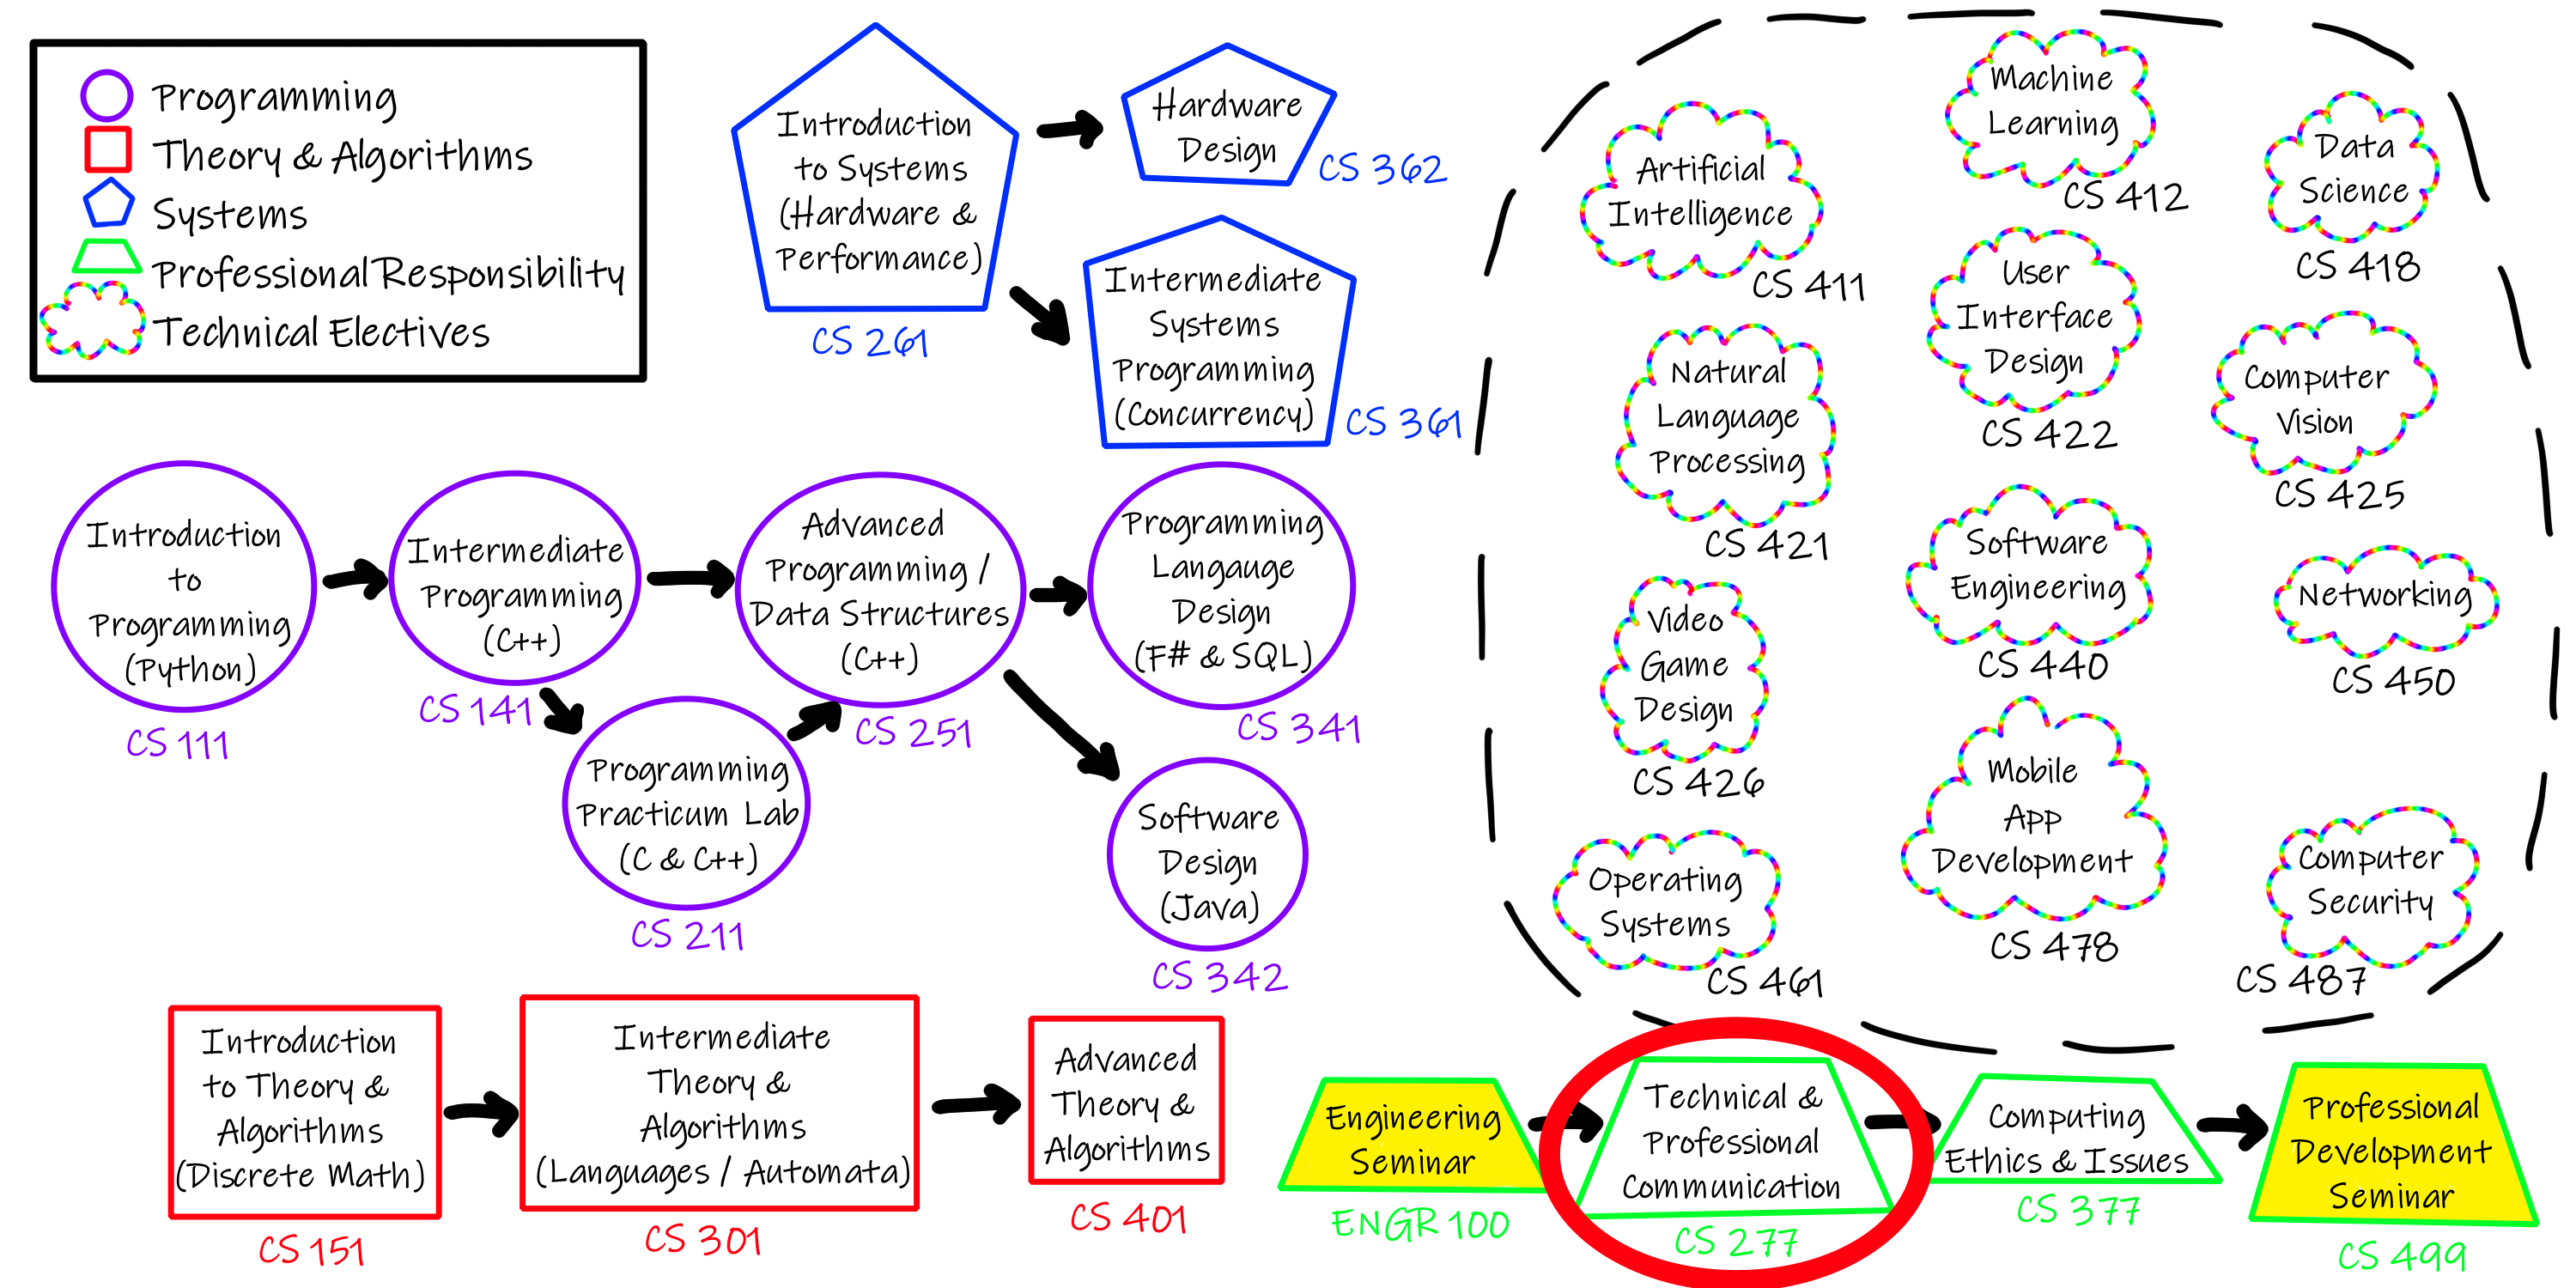 Programming
Theory & Algorithms
Systems
Professional Responsibility
Technical Electives
Introduction
to Systems
(Hardware &
Performance)
CS 261
Hardware
Design
CS 362
Intermediate
Systems
Programming
(Concurrency)
CS 361
Introduction
to
Programming
(Python)
CS 111
Intermediate
Programming
(C++)
CS 141
Programming
Practicum Lab
(C & C++)
CS 211
Advanced
Programming /
Data Structures
(C++)
CS 251
Programming
Langauge
Design
(F# & SQL)
CS 341
Software
Design
(Java)
CS 342
Introduction
to Theory &
Algorithms
(Discrete Math)
CS 151
Intermediate
Theory &
Algorithms
(Languages / Automata)
CS 301
Advanced
Theory &
Algorithms
CS 401
Artificial
Intelligence
CS 411
Machine
Learning
CS 412
Data
Science
CS 418
Natural
Language
Processing
CS 421
User
Interface
Design
CS 422
Computer
Vision
CS 425
Video
Game
Design
CS 426
Software
Engineering
CS 440
Networking
CS 450
Operating
Systems
CS 461
Mobile
App
Development
CS 478
Computer
Security
CS 487
Engineering
Seminar
ENGR 100
Technical &
Professional
Communication
CS 277
Computing
Ethics & Issues
CS 377
Professional
Development
Seminar
CS 499